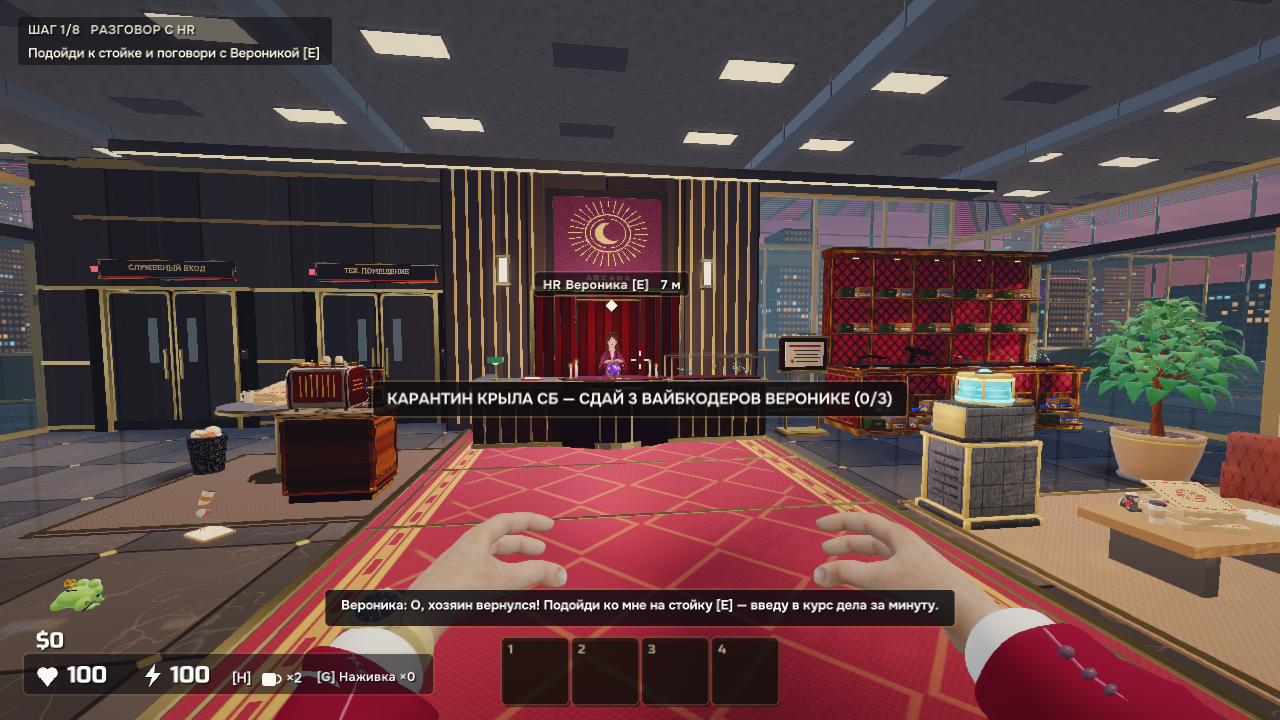 ШАГ 1/8 РАЗГОВОР С HR
Подойди к стойке и поговори с Вероникой [E]
СЛУЖЕБНЫЙ ВХОД
ТЕХ. ПОМЕЩЕНИЕ
HR Вероника [E] 7 м
КАРАНТИН КРЫЛА СБ — СДАЙ 3 ВАЙБКОДЕРОВ ВЕРОНИКЕ (0/3)
Вероника: О, хозяин вернулся! Подойди ко мне на стойку [E] — введу в курс дела за минуту.
$0
100
100
[H] ×2
[G] Наживка ×0
1
2
3
4